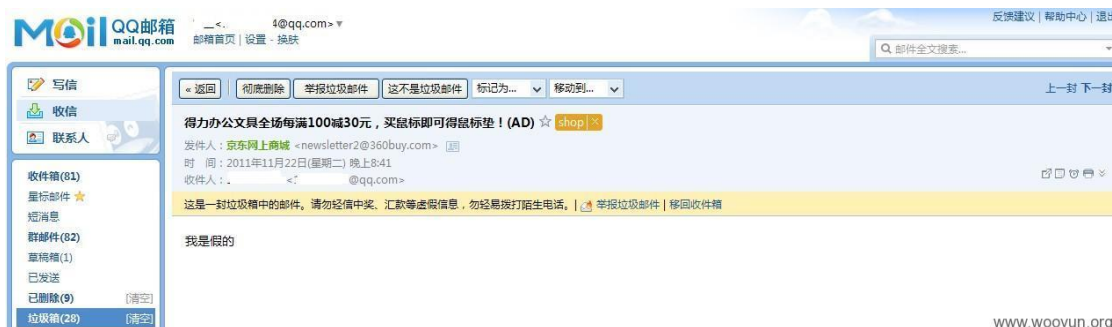 MAil QQ邮箱 mail.qq.com
4@qq.com>
邮箱首页 | 设置 - 换肤
反馈建议 | 帮助中心 | 退出
邮件全文搜索...
写信
收信
联系人
收件箱(81)
星标邮件
短消息
群邮件(82)
草稿箱(1)
已发送
已删除(9) [清空]
垃圾箱(28) [清空]
« 返回 彻底删除 举报垃圾邮件 这不是垃圾邮件 标记为... 移动到... 上一封 下一封
得力办公文具全场每满100减30元，买鼠标即可得鼠标垫！(AD) shop
发件人：京东网上商城 <newsletter2@360buy.com>
时 间：2011年11月22日(星期二) 晚上8:41
收件人： < @qq.com>
这是一封垃圾箱中的邮件。请勿轻信中奖、汇款等虚假信息，勿轻易拨打陌生电话。 | 举报垃圾邮件 | 移回收件箱
我是假的
www.wooyun.org